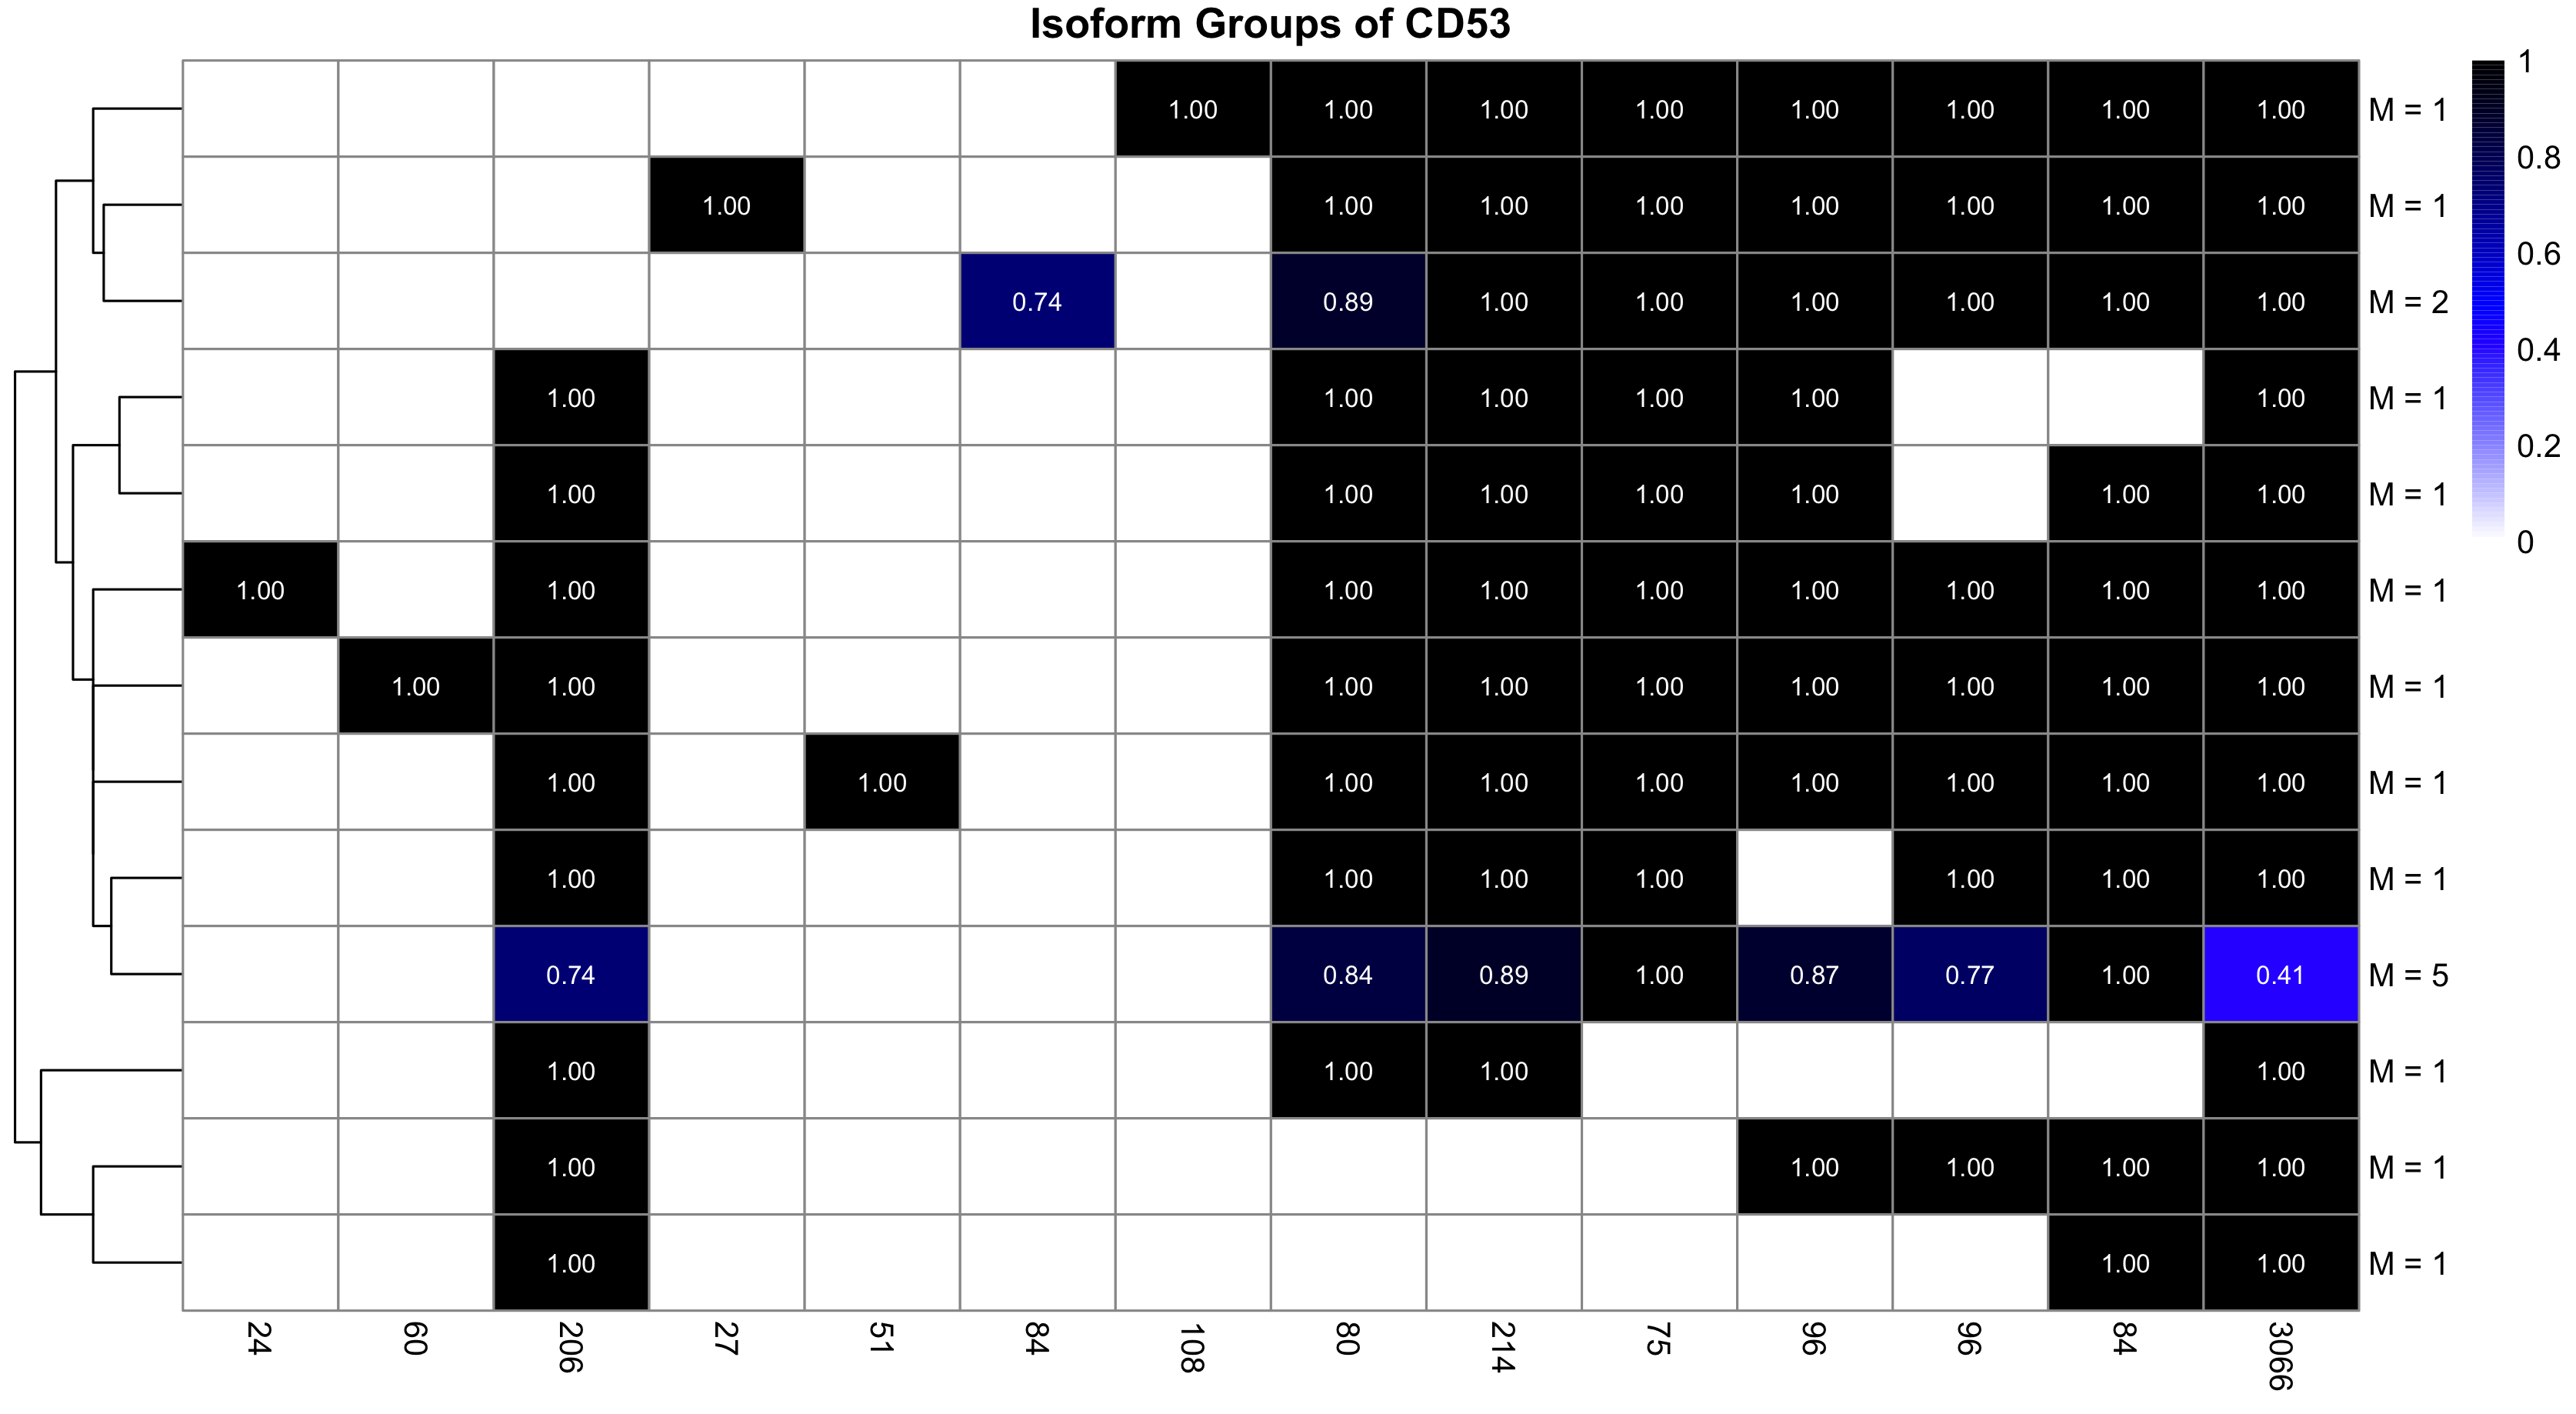 Isoform Groups of CD53
1.00 1.00 1.00 1.00 1.00 1.00 1.00 1.00 M = 1
1.00 1.00 1.00 1.00 1.00 1.00 1.00 1.00 M = 1
0.74 0.89 1.00 1.00 1.00 1.00 1.00 1.00 M = 2
1.00 1.00 1.00 1.00 1.00 1.00 M = 1
1.00 1.00 1.00 1.00 1.00 1.00 1.00 M = 1
1.00 1.00 1.00 1.00 1.00 1.00 1.00 1.00 1.00 M = 1
1.00 1.00 1.00 1.00 1.00 1.00 1.00 1.00 1.00 M = 1
1.00 1.00 1.00 1.00 1.00 1.00 1.00 1.00 1.00 M = 1
1.00 1.00 1.00 1.00 1.00 1.00 1.00 M = 1
0.74 0.84 0.89 1.00 0.87 0.77 1.00 0.41 M = 5
1.00 1.00 1.00 1.00 M = 1
1.00 1.00 1.00 1.00 1.00 M = 1
1.00 1.00 1.00 M = 1
24 60 206 27 51 84 108 80 214 75 96 96 84 3066
1
0.8
0.6
0.4
0.2
0